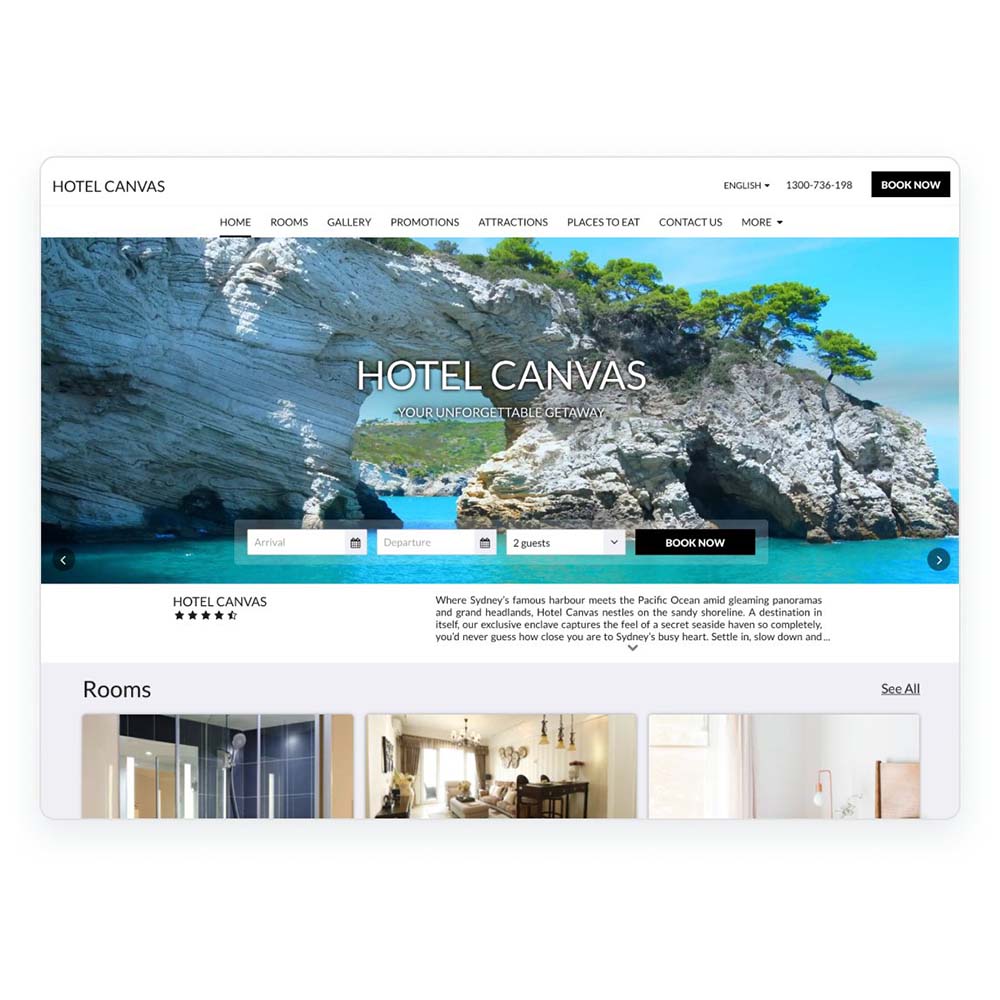 HOTEL CANVAS
ENGLISH
1300-736-198
BOOK NOW
HOME ROOMS GALLERY PROMOTIONS ATTRACTIONS PLACES TO EAT CONTACT US MORE
HOTEL CANVAS
YOUR UNFORGETTABLE GETAWAY
Arrival
Departure
2 guests
BOOK NOW
HOTEL CANVAS
Where Sydney's famous harbour meets the Pacific Ocean amid gleaming panoramas
and grand headlands, Hotel Canvas nestles on the sandy shoreline. A destination in
itself, our exclusive enclave captures the feel of a secret seaside haven so completely,
you'd never guess how close you are to Sydney's busy heart. Settle in, slow down and...
Rooms
See All